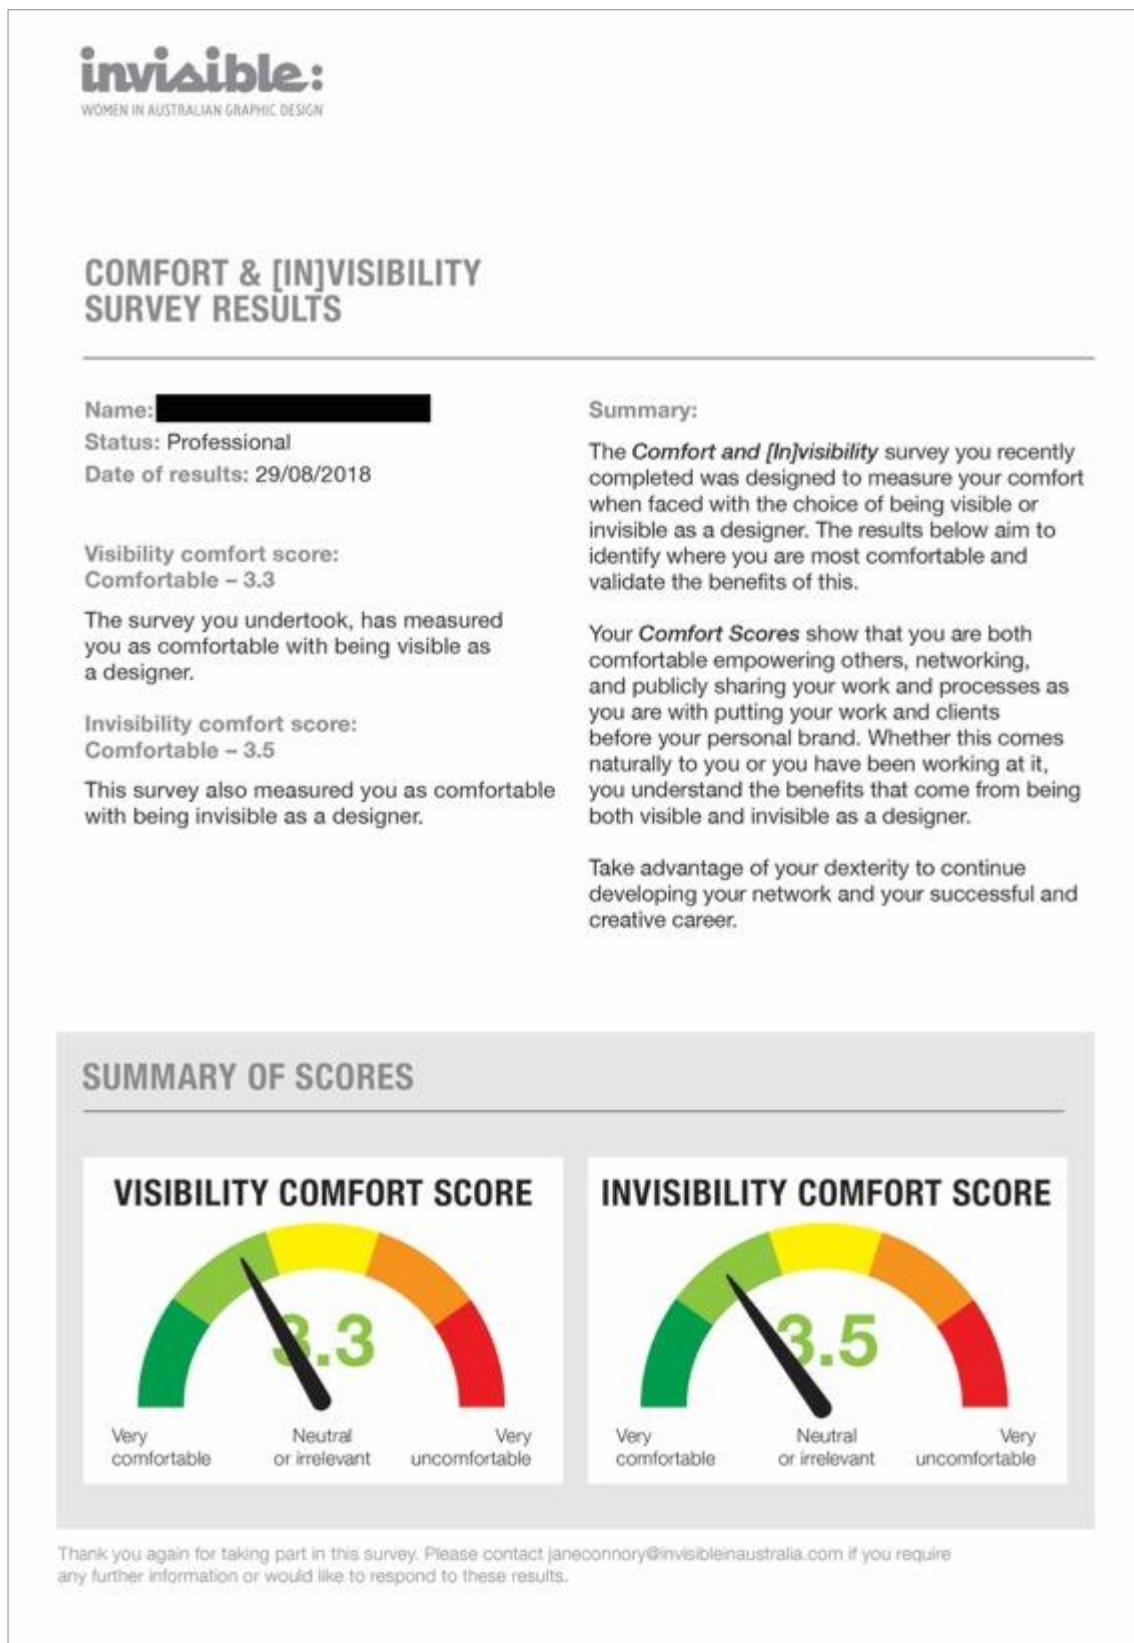 invisible:
WOMEN IN AUSTRALIAN GRAPHIC DESIGN
COMFORT & [IN]VISIBILITY
SURVEY RESULTS
Name:
Status: Professional
Date of results: 29/08/2018
Visibility comfort score:
Comfortable – 3.3
The survey you undertook, has measured
you as comfortable with being visible as
a designer.
Invisibility comfort score:
Comfortable – 3.5
This survey also measured you as comfortable
with being invisible as a designer.
Summary:
The Comfort and [In]visibility survey you recently
completed was designed to measure your comfort
when faced with the choice of being visible or
invisible as a designer. The results below aim to
identify where you are most comfortable and
validate the benefits of this.
Your Comfort Scores show that you are both
comfortable empowering others, networking,
and publicly sharing your work and processes as
you are with putting your work and clients
before your personal brand. Whether this comes
naturally to you or you have been working at it,
you understand the benefits that come from being
both visible and invisible as a designer.
Take advantage of your dexterity to continue
developing your network and your successful and
creative career.
SUMMARY OF SCORES
VISIBILITY COMFORT SCORE
3.3
Very
comfortable
Neutral
or irrelevant
Very
uncomfortable
INVISIBILITY COMFORT SCORE
3.5
Very
comfortable
Neutral
or irrelevant
Very
uncomfortable
Thank you again for taking part in this survey. Please contact janeconnory@invisibleinaustralia.com if you require
any further information or would like to respond to these results.